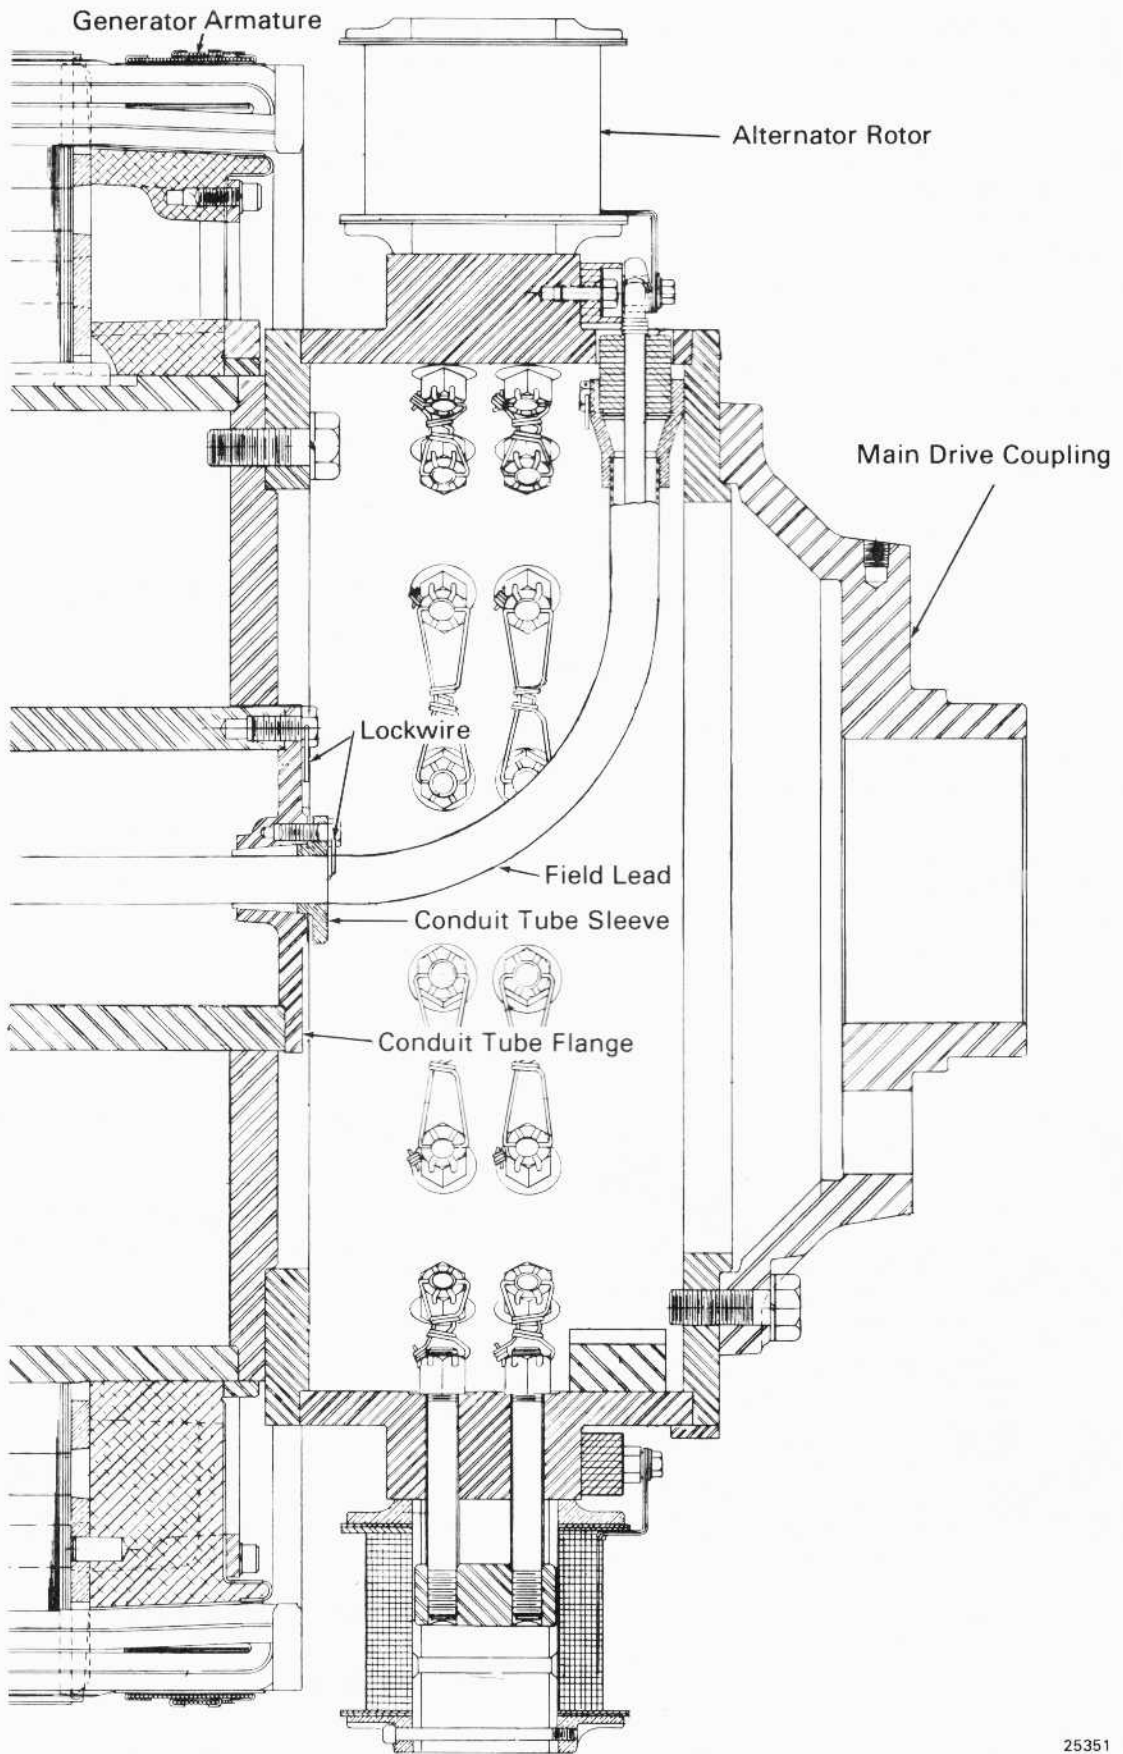 Generator Armature
Alternator Rotor
Main Drive Coupling
Lockwire
Field Lead
Conduit Tube Sleeve
Conduit Tube Flange
25351